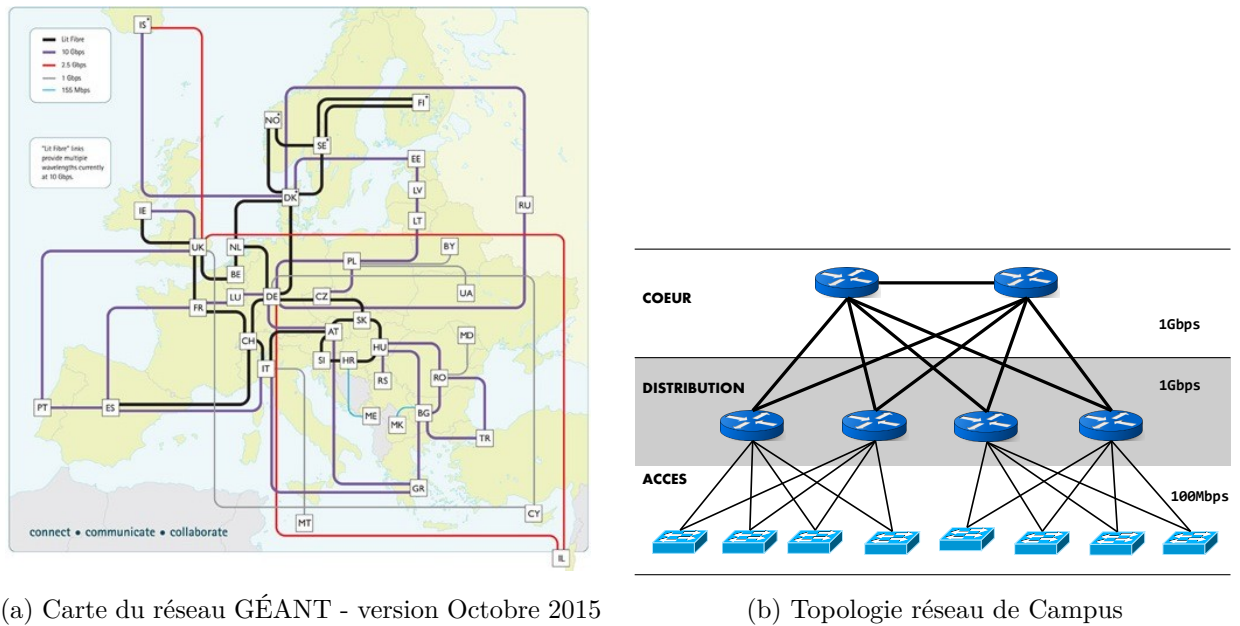 Lit Fibre
10 Gbps
2.5 Gbps
1 Gbps
155 Mbps
"Lit Fibre" links
provide multiple
wavelengths currently
at 10 Gbps.
IS*
FI*
NO*
SE*
EE
DK*
LV
RU
IE
LT
UK
NL
BY
PL
BE
UA
LU
DE
CZ
FR
SK
AT
MD
CH
HU
SI
HR
IT
RS
RO
PT
ES
ME
MK
BG
TR
GR
MT
CY
IL
connect • communicate • collaborate
COEUR
1Gbps
DISTRIBUTION
1Gbps
ACCES
100Mbps
(a) Carte du réseau GÉANT - version Octobre 2015
(b) Topologie réseau de Campus